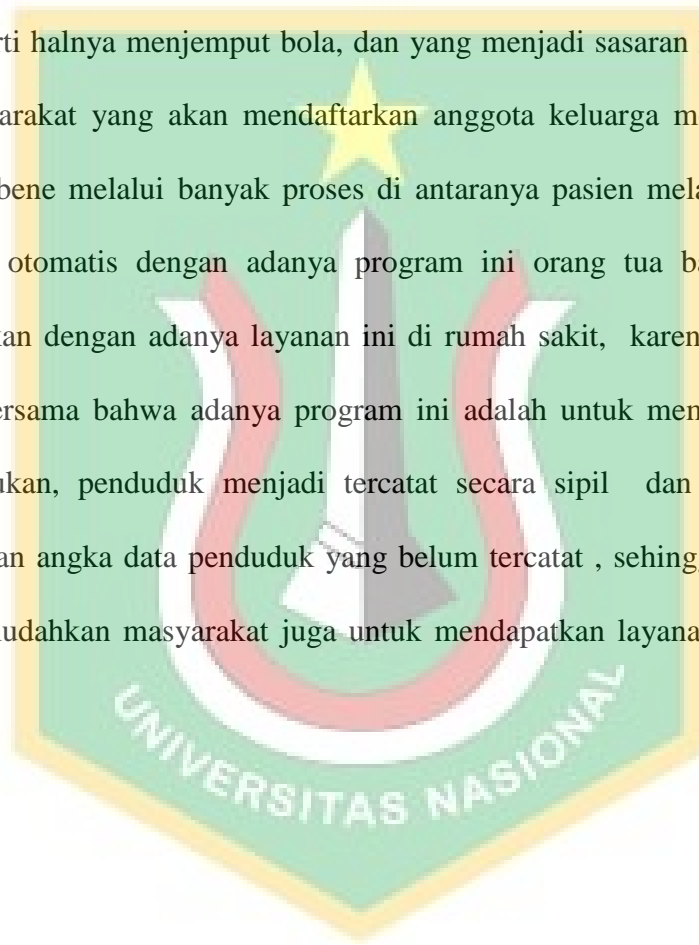 rti halnya menjemput bola, dan yang menjadi sasaran
arakat yang akan mendaftarkan anggota keluarga m
bene melalui banyak proses di antaranya pasien mela
otomatis dengan adanya program ini orang tua ba
kan dengan adanya layanan ini di rumah sakit, karen
ersama bahwa adanya program ini adalah untuk men
ukan, penduduk menjadi tercatat secara sipil dan
an angka data penduduk yang belum tercatat , sehing
udahkan masyarakat juga untuk mendapatkan layana
UNIVERSITAS NASIONAL